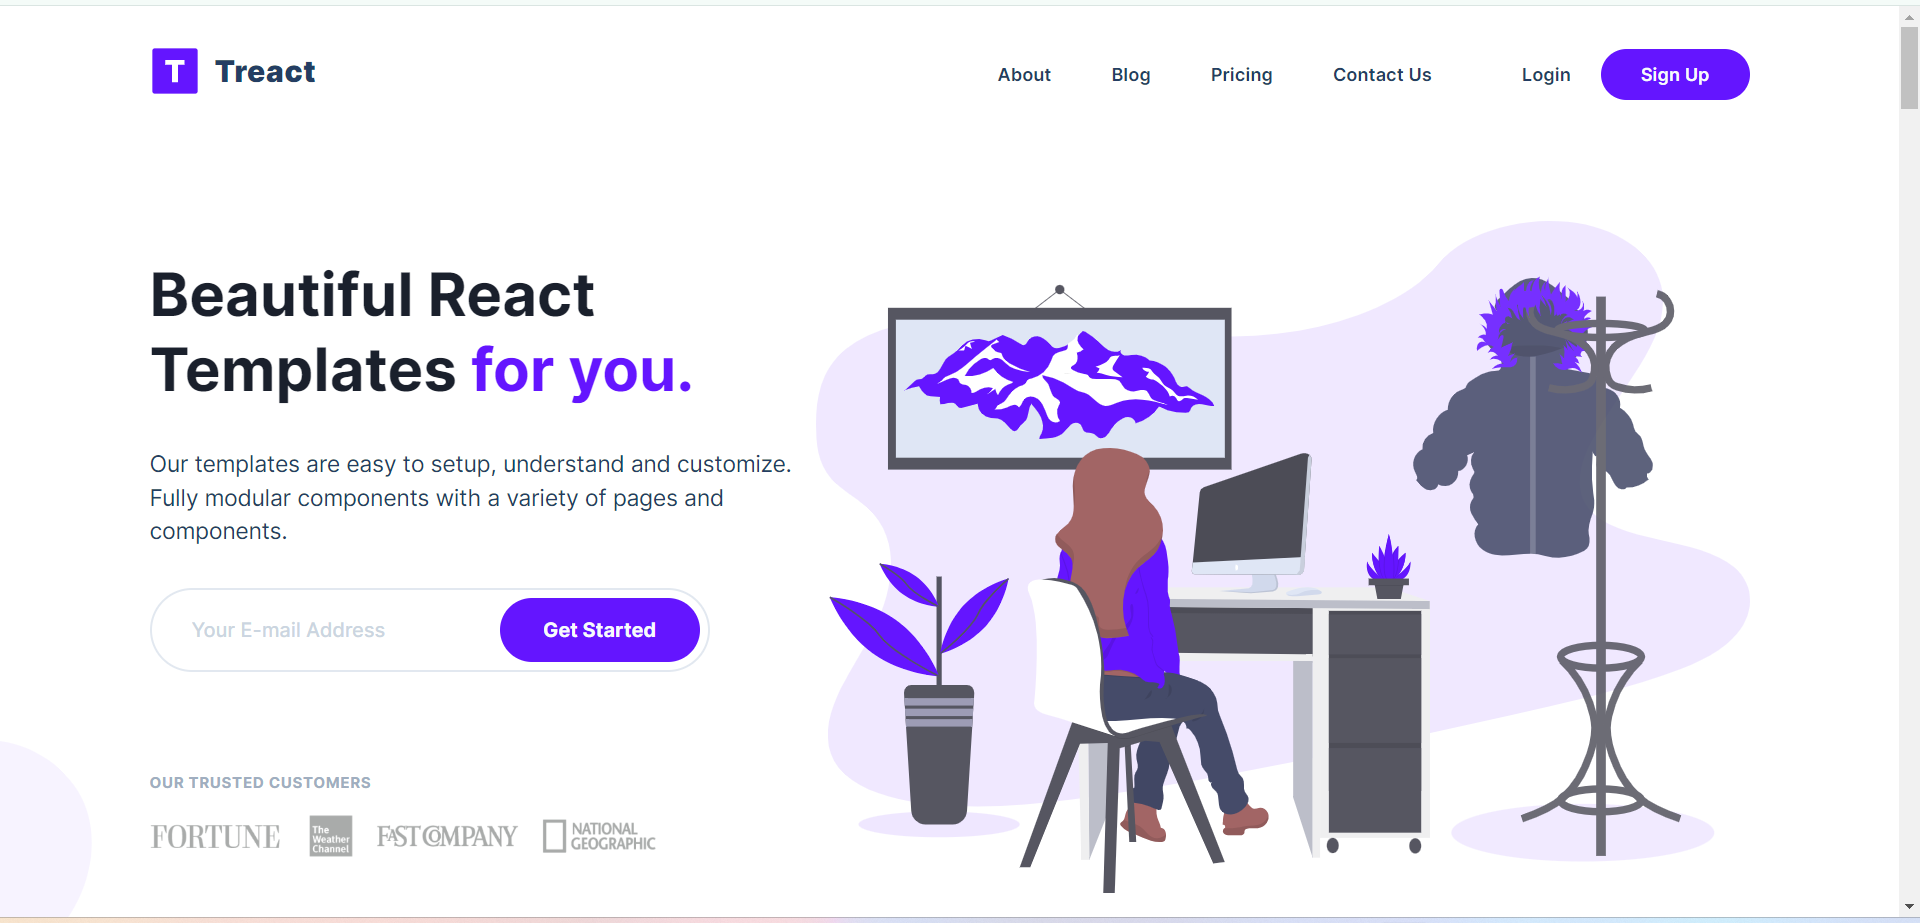 T Treact
About Blog Pricing Contact Us Login Sign Up
Beautiful React
Templates for you.
Our templates are easy to setup, understand and customize.
Fully modular components with a variety of pages and
components.
Your E-mail Address Get Started
OUR TRUSTED CUSTOMERS
FORTUNE
The
Weather
Channel
FAST COMPANY
NATIONAL
GEOGRAPHIC